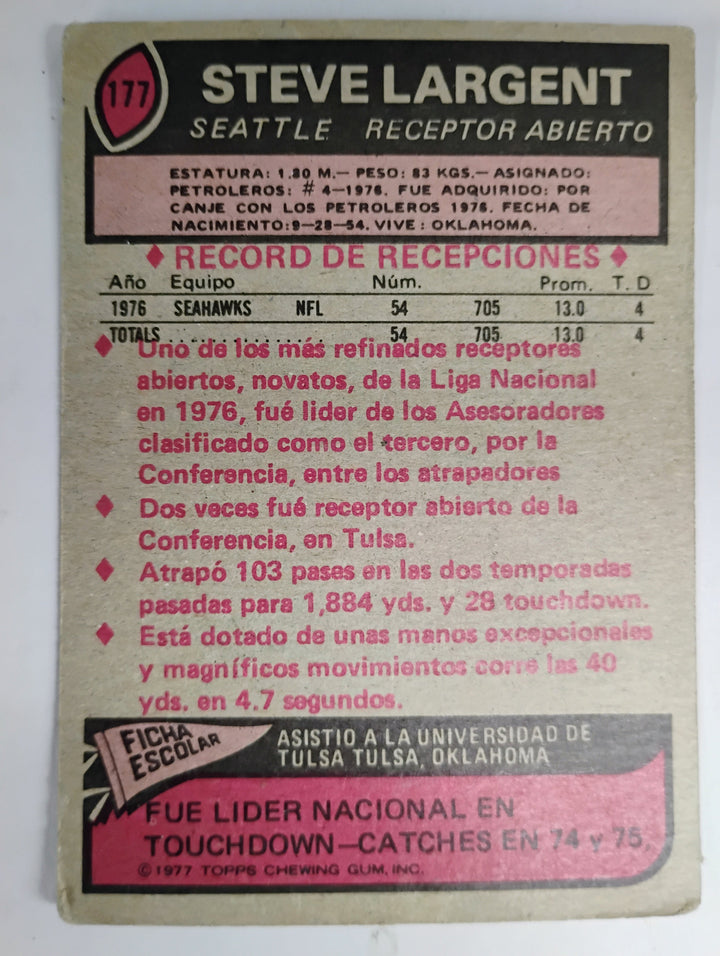 177
STEVE LARGENT
SEATTLE RECEPTOR ABIERTO
ESTATURA: 1.80 M.— PESO: 83 KGS.— ASIGNADO:
PETROLEROS: # 4—1976. FUE ADQUIRIDO: POR
CANJE CON LOS PETROLEROS 1976. FECHA DE
NACIMIENTO:9—28—54. VIVE: OKLAHOMA.
♦ RECORD DE RECEPCIONES ♦
Año Equipo Núm. Prom. T. D
1976 SEAHAWKS NFL 54 705 13.0 4
TOTALS . . . . . . . . . . . . . . 54 705 13.0 4
♦ Uno de los más refinados receptores
abiertos, novatos, de la Liga Nacional
en 1976, fué lider de los Asesoradores
clasificado como el tercero, por la
Conferencia, entre los atrapadores
♦ Dos veces fué receptor abierto de la
Conferencia, en Tulsa.
♦ Atrapó 103 pases en las dos temporadas
pasadas para 1,884 yds. y 28 touchdown.
♦ Está dotado de unas manos excepcionales
y magníficos movimientos corre las 40
yds. en 4.7 segundos.
FICHA
ESCOLAR
ASISTIO A LA UNIVERSIDAD DE
TULSA TULSA, OKLAHOMA
FUE LIDER NACIONAL EN
TOUCHDOWN—CATCHES EN 74 y 75.
©1977 TOPPS CHEWING GUM, INC.